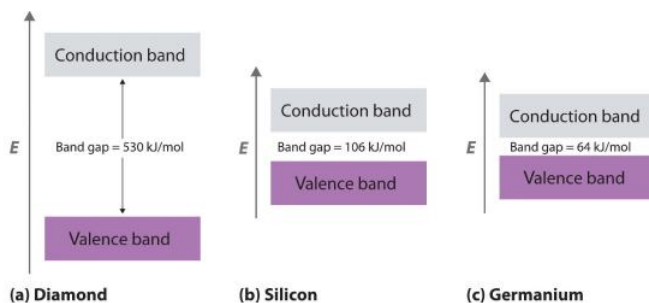 Conduction band
E
Band gap = 530 kJ/mol
Valence band
(a) Diamond
Conduction band
E
Band gap = 106 kJ/mol
Valence band
(b) Silicon
Conduction band
E
Band gap = 64 kJ/mol
Valence band
(c) Germanium